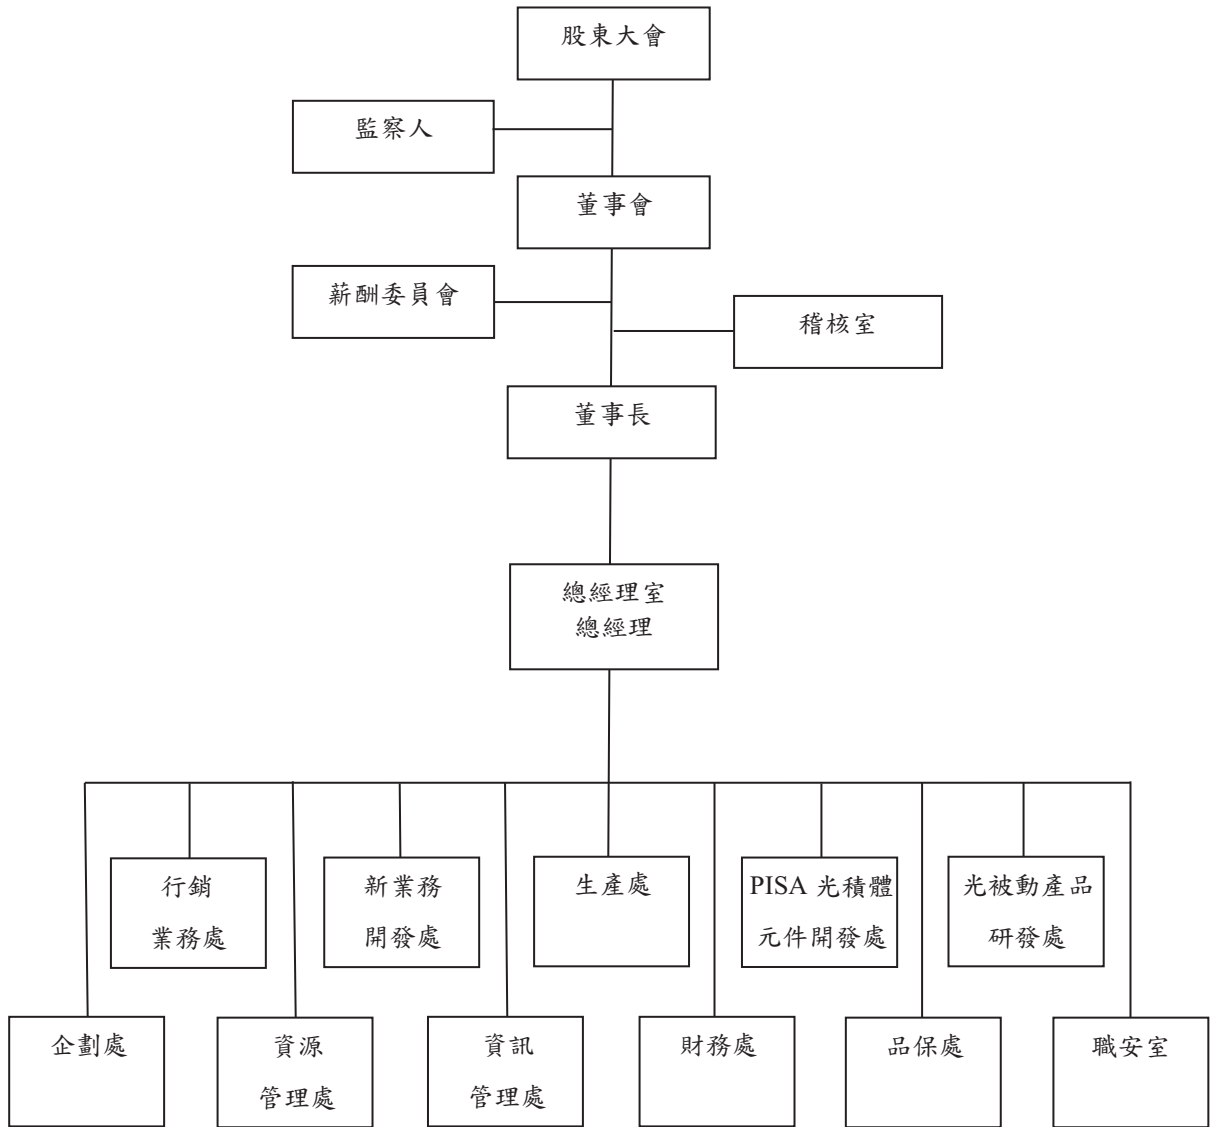 股東大會
監察人
董事會
薪酬委員會
稽核室
董事長
總經理室
總經理
行銷
業務處
新業務
開發處
生產處
PISA 光積體
元件開發處
光被動產品
研發處
企劃處
資源
管理處
資訊
管理處
財務處
品保處
職安室